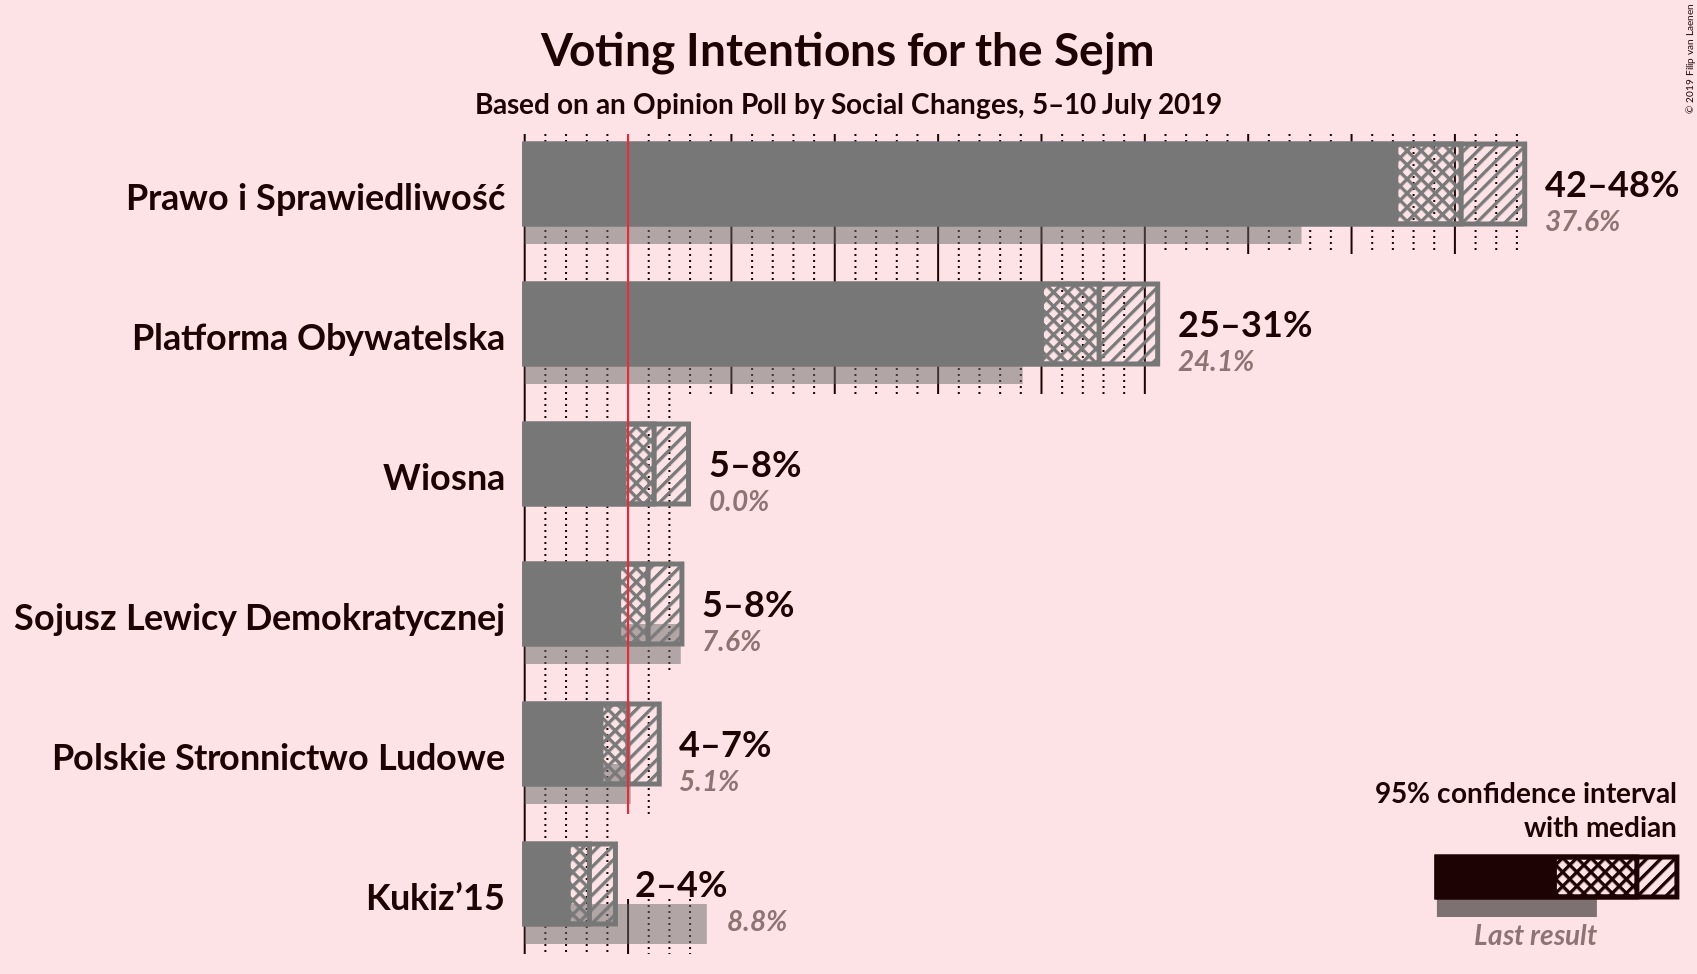 Voting Intentions for the Sejm
Based on an Opinion Poll by Social Changes, 5–10 July 2019
© 2019 Filip van Laenen
Prawo i Sprawiedliwość
42–48%
37.6%
Platforma Obywatelska
25–31%
24.1%
Wiosna
5–8%
0.0%
Sojusz Lewicy Demokratycznej
5–8%
7.6%
Polskie Stronnictwo Ludowe
4–7%
5.1%
Kukiz’15
2–4%
8.8%
95% confidence interval
with median
Last result